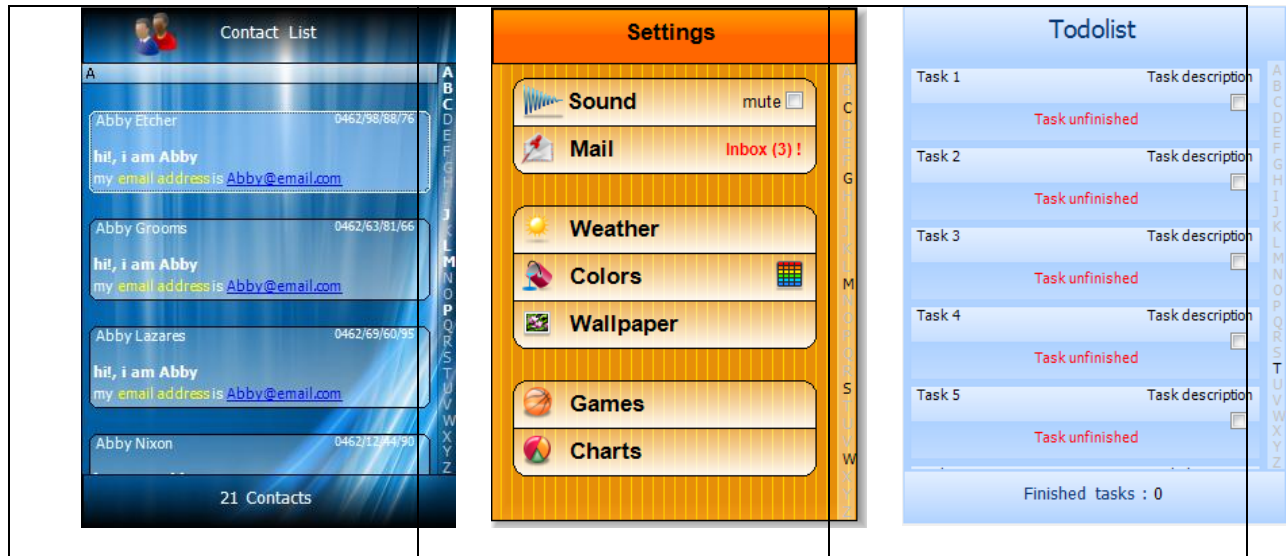 Contact List
A
Abby Etcher 0462/98/88/76
hi!, i am Abby
my email address is Abby@email.com
Abby Grooms 0462/63/81/66
hi!, i am Abby
my email address is Abby@email.com
Abby Lazares 0462/69/60/95
hi!, i am Abby
my email address is Abby@email.com
Abby Nixon 0462/12/44/90
A
B
C
D
E
F
G
H
I
J
K
L
M
N
O
P
Q
R
S
T
U
V
W
X
Y
Z
21 Contacts
Settings
Sound mute
Mail Inbox (3) !
Weather
Colors
Wallpaper
Games
Charts
C
G
M
S
W
Todolist
Task 1 Task description
Task unfinished
Task 2 Task description
Task unfinished
Task 3 Task description
Task unfinished
Task 4 Task description
Task unfinished
Task 5 Task description
Task unfinished
A
B
C
D
E
F
G
H
I
J
K
L
M
N
O
P
Q
R
S
T
U
V
W
X
Y
Z
Finished tasks : 0